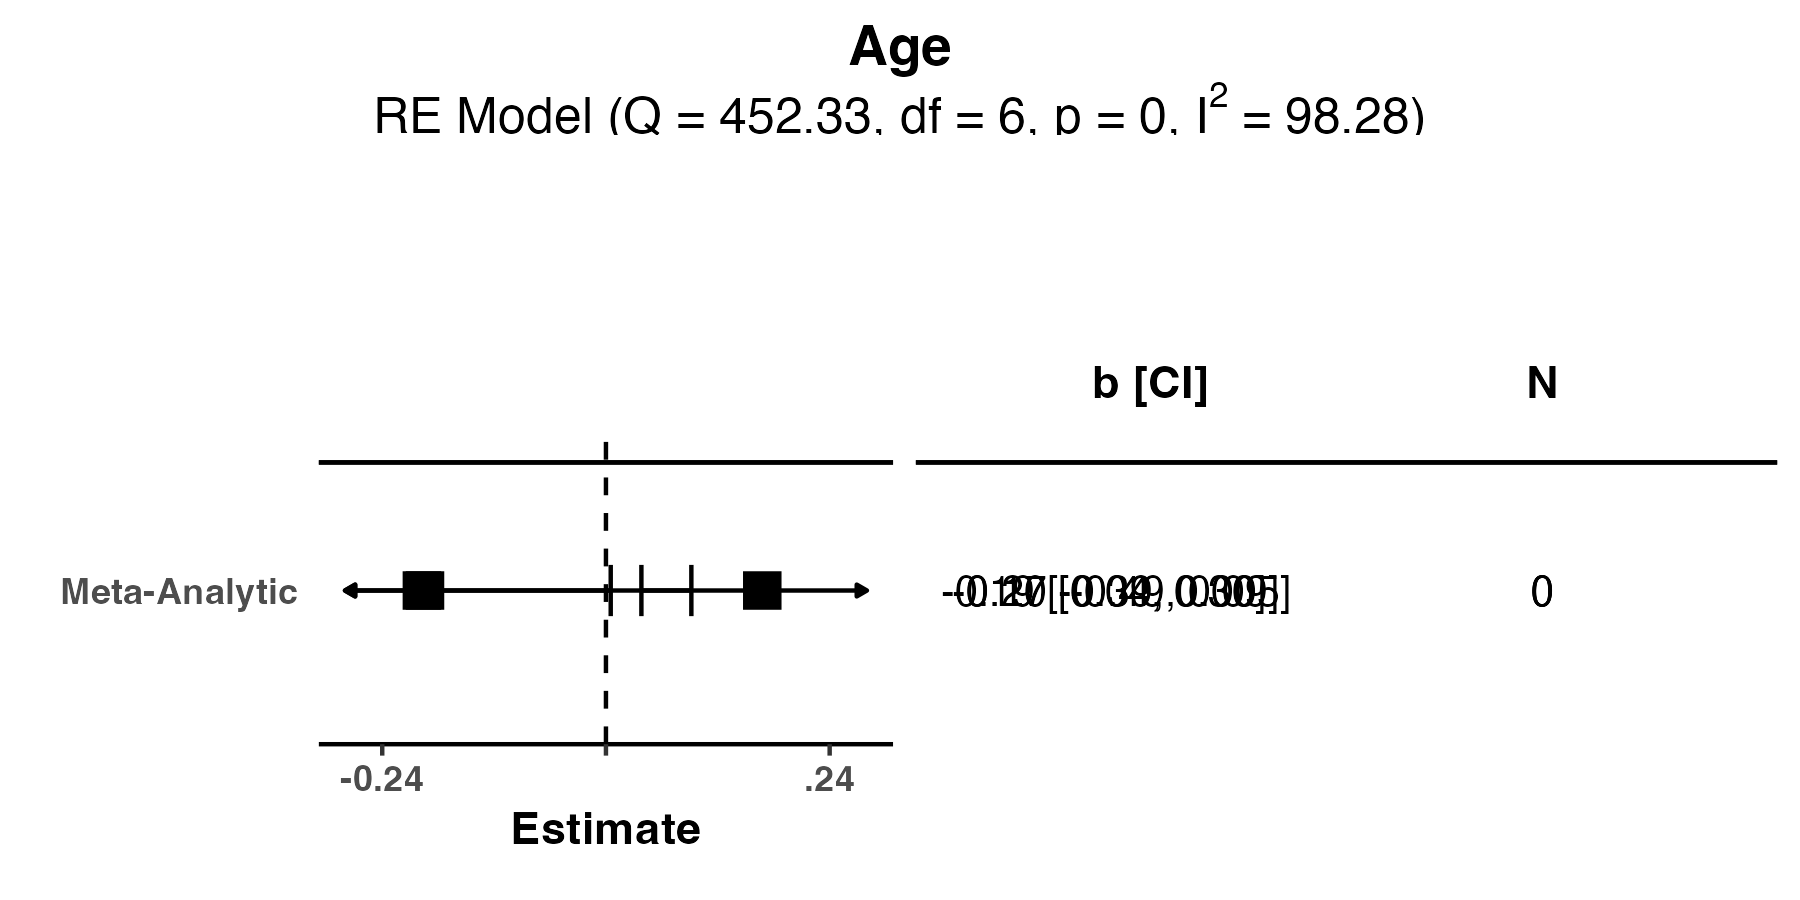 Age
RE Model (Q = 452.33, df = 6, p = 0, I² = 98.28)
b [CI] N
Meta-Analytic 0
-0.24 .24
Estimate